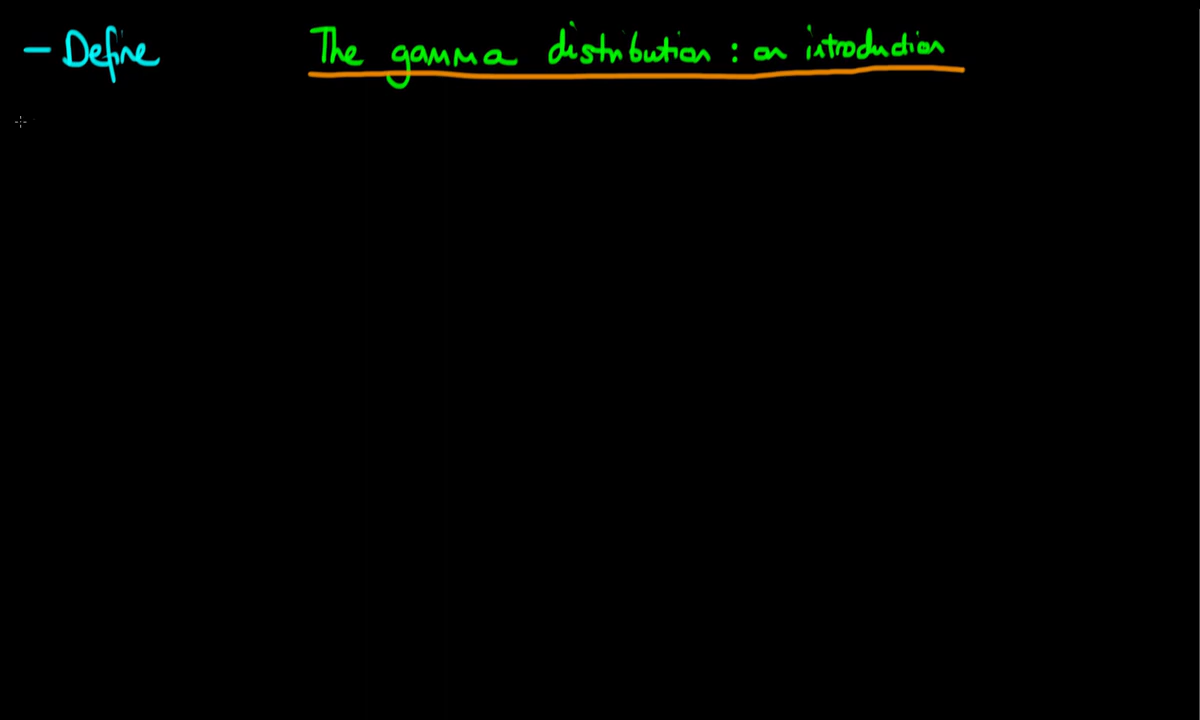 - Define
The gamma distribution : an introduction